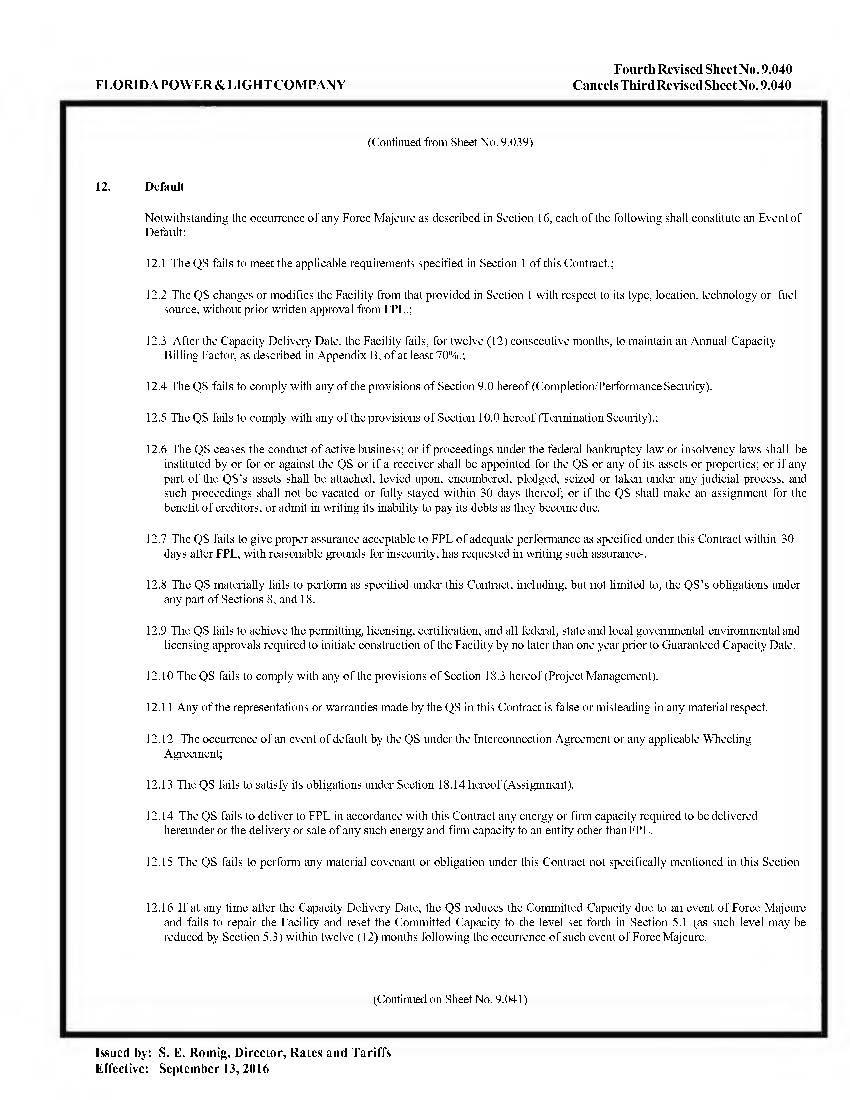 Fourth Revised Sheet No. 9.040
FLORIDA POWER & LIGHT COMPANY
Cancels Third Revised Sheet No. 9.040
(Continued from Sheet No. 9.039)
12. Default
Notwithstanding the occurrence of any Force Majeure as described in Section 16, each of the following shall constitute an Event of
Default:
12.1 The QS fails to meet the applicable requirements specified in Section 1 of this Contract.;
12.2 The QS changes or modifies the Facility from that provided in Section 1 with respect to its type, location, technology or fuel
source, without prior written approval from FPL.;
12.3 After the Capacity Delivery Date, the Facility fails, for twelve (12) consecutive months, to maintain an Annual Capacity
Billing Factor, as described in Appendix B, of at least 70%.;
12.4 The QS fails to comply with any of the provisions of Section 9.0 hereof (Completion/Performance Security).
12.5 The QS fails to comply with any of the provisions of Section 10.0 hereof (Termination Security).;
12.6 The QS ceases the conduct of active business; or if proceedings under the federal bankruptcy law or insolvency laws shall be
instituted by or for or against the QS or if a receiver shall be appointed for the QS or any of its assets or properties; or if any
part of the QS's assets shall be attached, levied upon, encumbered, pledged, seized or taken under any judicial process, and
such proceedings shall not be vacated or fully stayed within 30 days thereof; or if the QS shall make an assignment for the
benefit of creditors, or admit in writing its inability to pay its debts as they become due.
12.7 The QS fails to give proper assurance acceptable to FPL of adequate performance as specified under this Contract within 30
days after FPL, with reasonable grounds for insecurity, has requested in writing such assurance-.
12.8 The QS materially fails to perform as specified under this Contract, including, but not limited to, the QS's obligations under
any part of Sections 8, and 18.
12.9 The QS fails to achieve the permitting, licensing, certification, and all federal, state and local governmental environmental and
licensing approvals required to initiate construction of the Facility by no later than one year prior to Guaranteed Capacity Date.
12.10 The QS fails to comply with any of the provisions of Section 18.3 hereof (Project Management).
12.11 Any of the representations or warranties made by the QS in this Contract is false or misleading in any material respect.
12.12 The occurrence of an event of default by the QS under the Interconnection Agreement or any applicable Wheeling
Agreement;
12.13 The QS fails to satisfy its obligations under Section 18.14 hereof (Assignment).
12.14 The QS fails to deliver to FPL in accordance with this Contract any energy or firm capacity required to be delivered
hereunder or the delivery or sale of any such energy and firm capacity to an entity other than FPL.
12.15 The QS fails to perform any material covenant or obligation under this Contract not specifically mentioned in this Section
12.16 If at any time after the Capacity Delivery Date, the QS reduces the Committed Capacity due to an event of Force Majeure
and fails to repair the Facility and reset the Committed Capacity to the level set forth in Section 5.1 (as such level may be
reduced by Section 5.3) within twelve (12) months following the occurrence of such event of Force Majeure.
(Continued on Sheet No. 9.041)
Issued by: S. E. Romig, Director, Rates and Tariffs
Effective: September 13, 2016